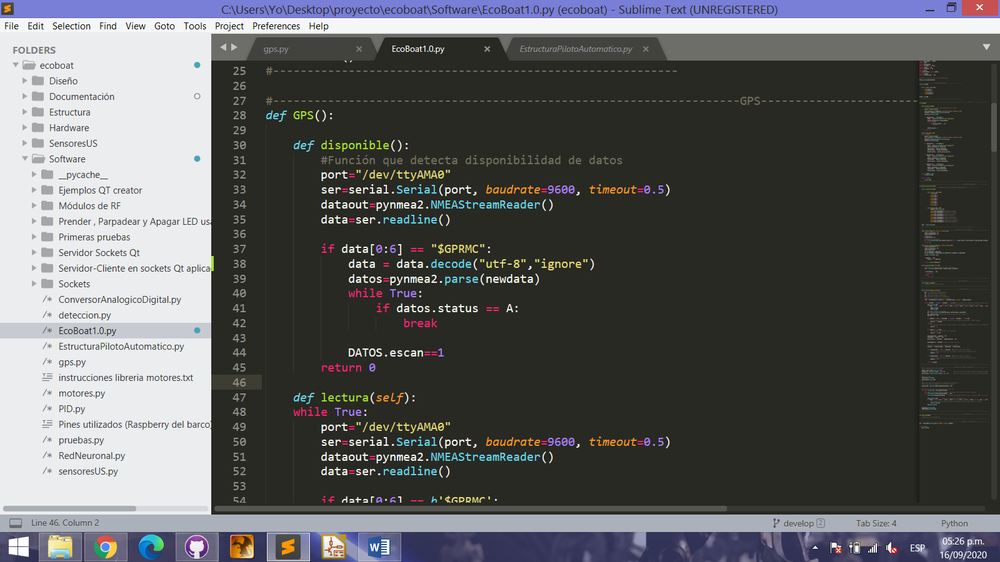 C:\Users\Yo\Desktop\proyecto\ecoboat\Software\EcoBoat1.0.py (ecoboat) - Sublime Text (UNREGISTERED)
File Edit Selection Find View Goto Tools Project Preferences Help
FOLDERS
ecoboat
Diseño
Documentación
Estructura
Hardware
SensoresUS
Software
__pycache__
Ejemplos QT creator
Módulos de RF
Prender , Parpadear y Apagar LED usa
Primeras pruebas
Servidor Sockets Qt
Servidor-Cliente en sockets Qt aplica
Sockets
/* ConversorAnalogicoDigital.py
/* deteccion.py
/* EcoBoat1.0.py
/* EstructuraPilotoAutomatico.py
/* gps.py
instrucciones libreria motores.txt
/* motores.py
/* PID.py
Pines utilizados (Raspberry del barco)
/* pruebas.py
/* RedNeuronal.py
/* sensoresUS.py
gps.py EcoBoat1.0.py EstructuraPilotoAutomatico.py
25 #-----------------------------------------------------------
26
27 #--------------------------------------------------------------------GPS-----------------------
28 def GPS():
29
30 def disponible():
31 #Función que detecta disponibilidad de datos
32 port="/dev/ttyAMA0"
33 ser=serial.Serial(port, baudrate=9600, timeout=0.5)
34 dataout=pynmea2.NMEAStreamReader()
35 data=ser.readline()
36
37 if data[0:6] == "$GPRMC":
38 data = data.decode("utf-8","ignore")
39 datos=pynmea2.parse(newdata)
40 while True:
41 if datos.status == A:
42 break
43
44 DATOS.escan==1
45 return 0
46
47 def lectura(self):
48 while True:
49 port="/dev/ttyAMA0"
50 ser=serial.Serial(port, baudrate=9600, timeout=0.5)
51 dataout=pynmea2.NMEAStreamReader()
52 data=ser.readline()
53
54 if data[0:6] == b'$GPRMC':
Line 46, Column 2 develop 2 Tab Size: 4 Python
ESP
05:26 p.m.
16/09/2020